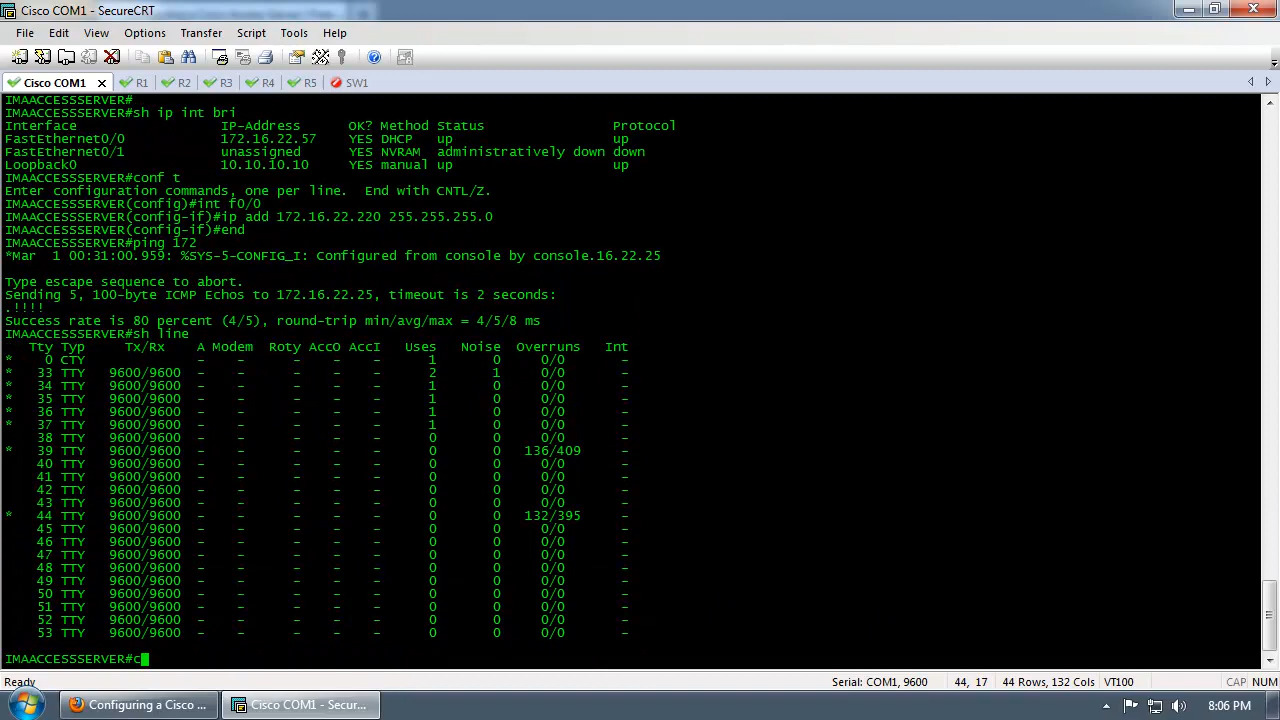 Cisco COM1 - SecureCRT
File Edit View Options Transfer Script Tools Help
Cisco COM1 R1 R2 R3 R4 R5 SW1
IMAACCESSSERVER#
IMAACCESSSERVER#sh ip int bri
Interface IP-Address OK? Method Status Protocol
FastEthernet0/0 172.16.22.57 YES DHCP up up
FastEthernet0/1 unassigned YES NVRAM administratively down down
Loopback0 10.10.10.10 YES manual up up
IMAACCESSSERVER#conf t
Enter configuration commands, one per line. End with CNTL/Z.
IMAACCESSSERVER(config)#int f0/0
IMAACCESSSERVER(config-if)#ip add 172.16.22.220 255.255.255.0
IMAACCESSSERVER(config-if)#end
IMAACCESSSERVER#ping 172
*Mar 1 00:31:00.959: %SYS-5-CONFIG_I: Configured from console by console.16.22.25
Type escape sequence to abort.
Sending 5, 100-byte ICMP Echos to 172.16.22.25, timeout is 2 seconds:
.!!!!
Success rate is 80 percent (4/5), round-trip min/avg/max = 4/5/8 ms
IMAACCESSSERVER#sh line
Tty Typ Tx/Rx A Modem Roty AccO AccI Uses Noise Overruns Int
* 0 CTY - - - - - 1 0 0/0 -
* 33 TTY 9600/9600 - - - - - 2 1 0/0 -
* 34 TTY 9600/9600 - - - - - 1 0 0/0 -
* 35 TTY 9600/9600 - - - - - 1 0 0/0 -
* 36 TTY 9600/9600 - - - - - 1 0 0/0 -
* 37 TTY 9600/9600 - - - - - 1 0 0/0 -
38 TTY 9600/9600 - - - - - 0 0 0/0 -
* 39 TTY 9600/9600 - - - - - 0 0 136/409 -
40 TTY 9600/9600 - - - - - 0 0 0/0 -
41 TTY 9600/9600 - - - - - 0 0 0/0 -
42 TTY 9600/9600 - - - - - 0 0 0/0 -
43 TTY 9600/9600 - - - - - 0 0 0/0 -
* 44 TTY 9600/9600 - - - - - 0 0 132/395 -
45 TTY 9600/9600 - - - - - 0 0 0/0 -
46 TTY 9600/9600 - - - - - 0 0 0/0 -
47 TTY 9600/9600 - - - - - 0 0 0/0 -
48 TTY 9600/9600 - - - - - 0 0 0/0 -
49 TTY 9600/9600 - - - - - 0 0 0/0 -
50 TTY 9600/9600 - - - - - 0 0 0/0 -
51 TTY 9600/9600 - - - - - 0 0 0/0 -
52 TTY 9600/9600 - - - - - 0 0 0/0 -
53 TTY 9600/9600 - - - - - 0 0 0/0 -
IMAACCESSSERVER#c
Ready Serial: COM1, 9600 44, 17 44 Rows, 132 Cols VT100 CAP NUM
Configuring a Cisco ... Cisco COM1 - Secur... 8:06 PM